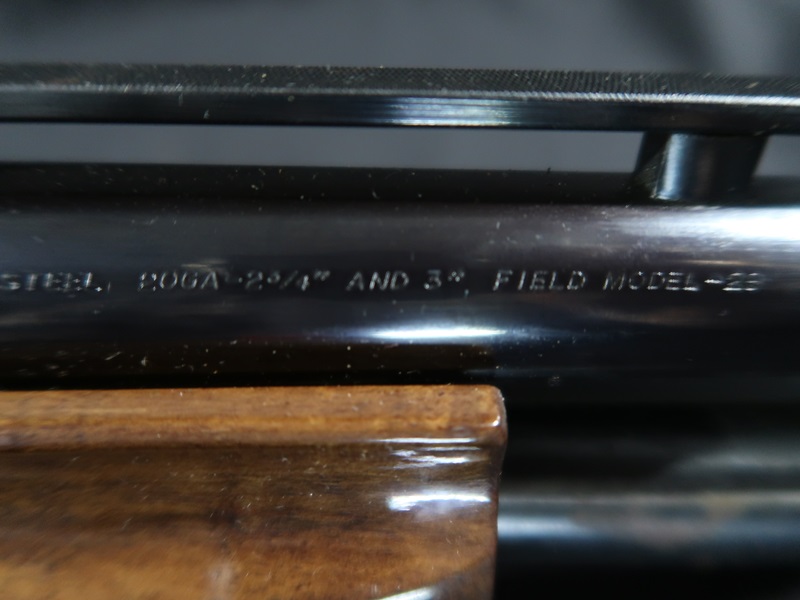 STEEL, 20GA-2¾" AND 3", FIELD MODEL-23